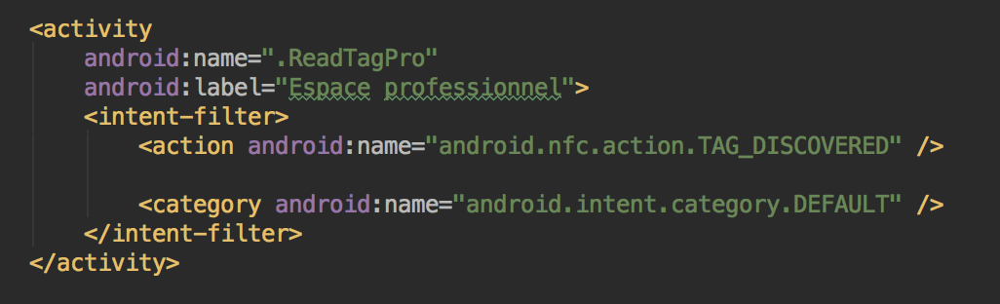 <activity
android:name=".ReadTagPro"
android:label="Espace professionnel">
<intent-filter>
<action android:name="android.nfc.action.TAG_DISCOVERED" />
<category android:name="android.intent.category.DEFAULT" />
</intent-filter>
</activity>